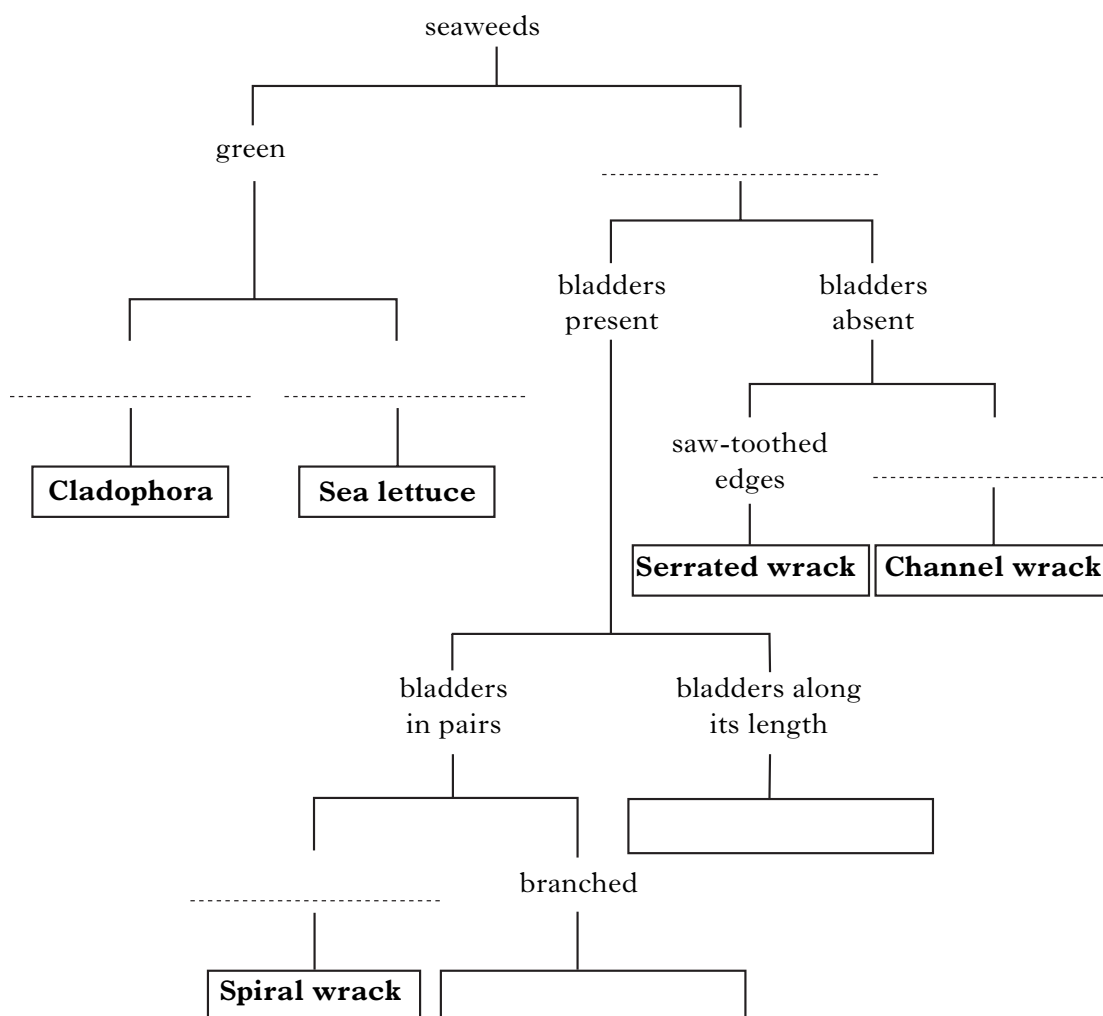 seaweeds
green
bladders
present
bladders
absent
saw-toothed
edges
Cladophora
Sea lettuce
Serrated wrack
Channel wrack
bladders
in pairs
bladders along
its length
branched
Spiral wrack